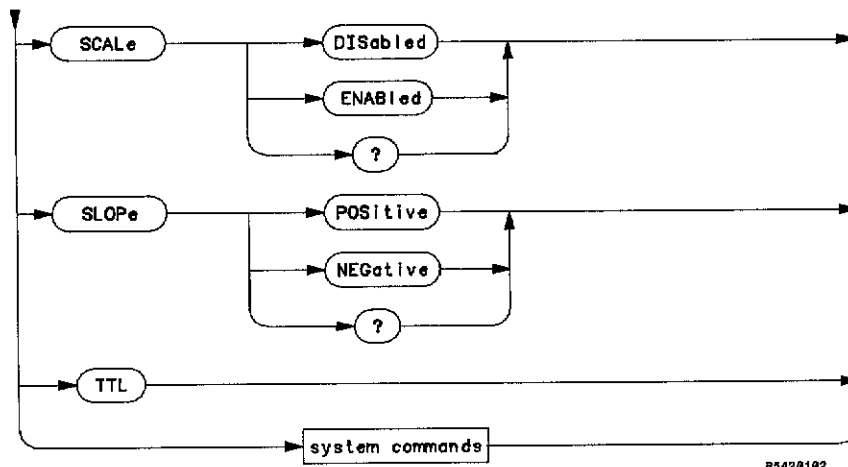 SCALe
DISabled
ENABled
?
SLOPe
POSitive
NEGative
?
TTL
system commands